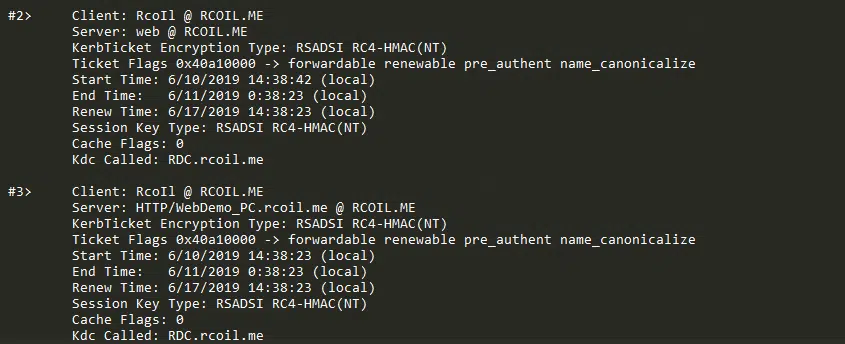 #2> Client: RcoIl @ RCOIL.ME
Server: web @ RCOIL.ME
KerbTicket Encryption Type: RSADSI RC4-HMAC(NT)
Ticket Flags 0x40a10000 -> forwardable renewable pre_authent name_canonicalize
Start Time: 6/10/2019 14:38:42 (local)
End Time: 6/11/2019 0:38:23 (local)
Renew Time: 6/17/2019 14:38:23 (local)
Session Key Type: RSADSI RC4-HMAC(NT)
Cache Flags: 0
Kdc Called: RDC.rcoil.me
#3> Client: RcoIl @ RCOIL.ME
Server: HTTP/WebDemo_PC.rcoil.me @ RCOIL.ME
KerbTicket Encryption Type: RSADSI RC4-HMAC(NT)
Ticket Flags 0x40a10000 -> forwardable renewable pre_authent name_canonicalize
Start Time: 6/10/2019 14:38:23 (local)
End Time: 6/11/2019 0:38:23 (local)
Renew Time: 6/17/2019 14:38:23 (local)
Session Key Type: RSADSI RC4-HMAC(NT)
Cache Flags: 0
Kdc Called: RDC.rcoil.me